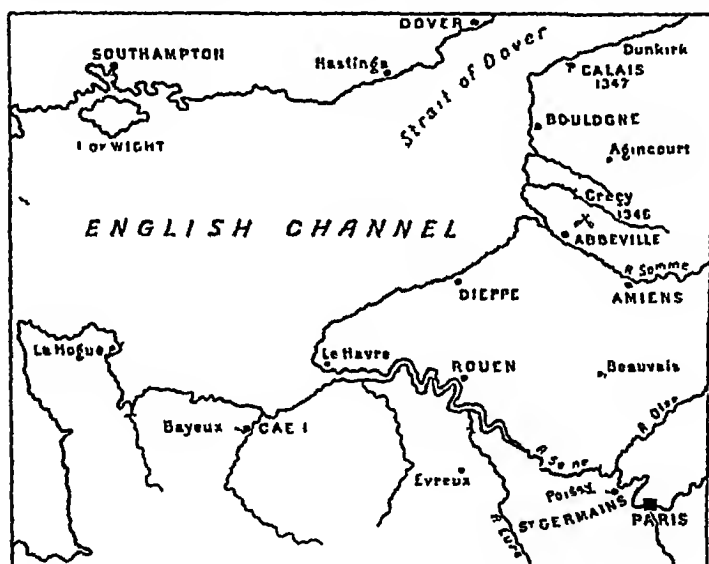 DOVER
SOUTHAMPTON
Hastings
Strait of Dover
Dunkirk
CALAIS
1347
BOULOGNE
I OF WIGHT
Agincourt
Crecy
1346
ENGLISH CHANNEL
ABBEVILLE
R Somme
DIEPPE
AMIENS
La Hogue
Le Havre
ROUEN
Beauvais
R Oise
Bayeux
CAE I
R Seine
Evreux
Poissy
ST GERMAINS
PARIS
R Eure